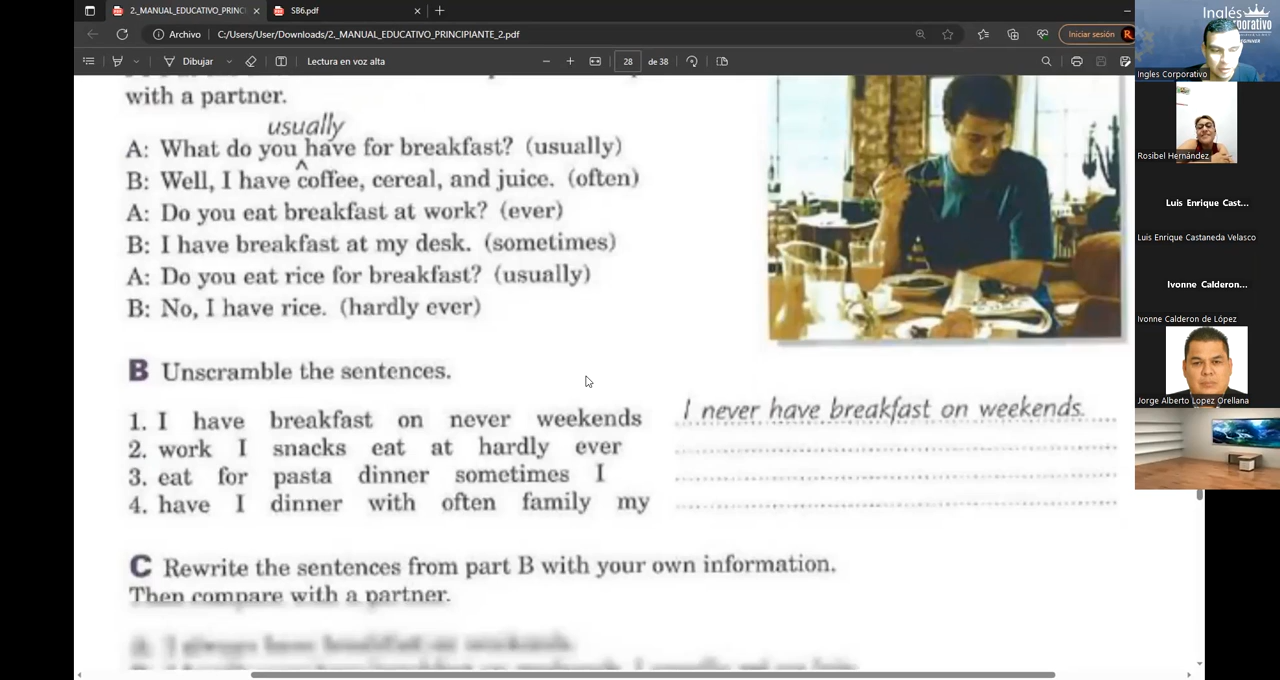 2._MANUAL_EDUCATIVO_PRINCI
SB6.pdf
Archivo
C:/Users/User/Downloads/2._MANUAL_EDUCATIVO_PRINCIPIANTE_2.pdf
Iniciar sesión
Dibujar
Lectura en voz alta
28
de 38
with a partner.
usually
A: What do you ^ have for breakfast? (usually)
B: Well, I have coffee, cereal, and juice. (often)
A: Do you eat breakfast at work? (ever)
B: I have breakfast at my desk. (sometimes)
A: Do you eat rice for breakfast? (usually)
B: No, I have rice. (hardly ever)
B Unscramble the sentences.
1. I have breakfast on never weekends
I never have breakfast on weekends.
2. work I snacks eat at hardly ever
3. eat for pasta dinner sometimes I
4. have I dinner with often family my
C Rewrite the sentences from part B with your own information.
Then compare with a partner.
Inglés
Ingles Corporativo
Rosibel Hernández
Luis Enrique Cast...
Luis Enrique Castaneda Velasco
Ivonne Calderon...
Ivonne Calderon de López
Jorge Alberto Lopez Orellana